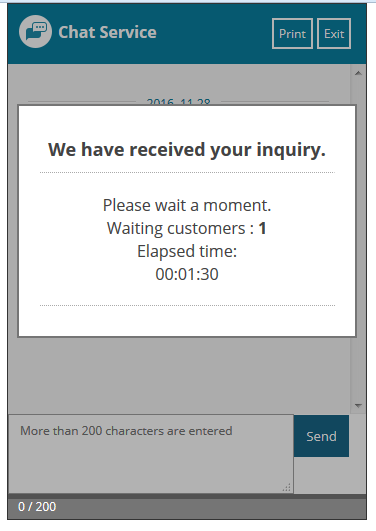 Chat Service
Print
Exit
2016-11-28
We have received your inquiry.
Please wait a moment.
Waiting customers : 1
Elapsed time:
00:01:30
More than 200 characters are entered
Send
0 / 200